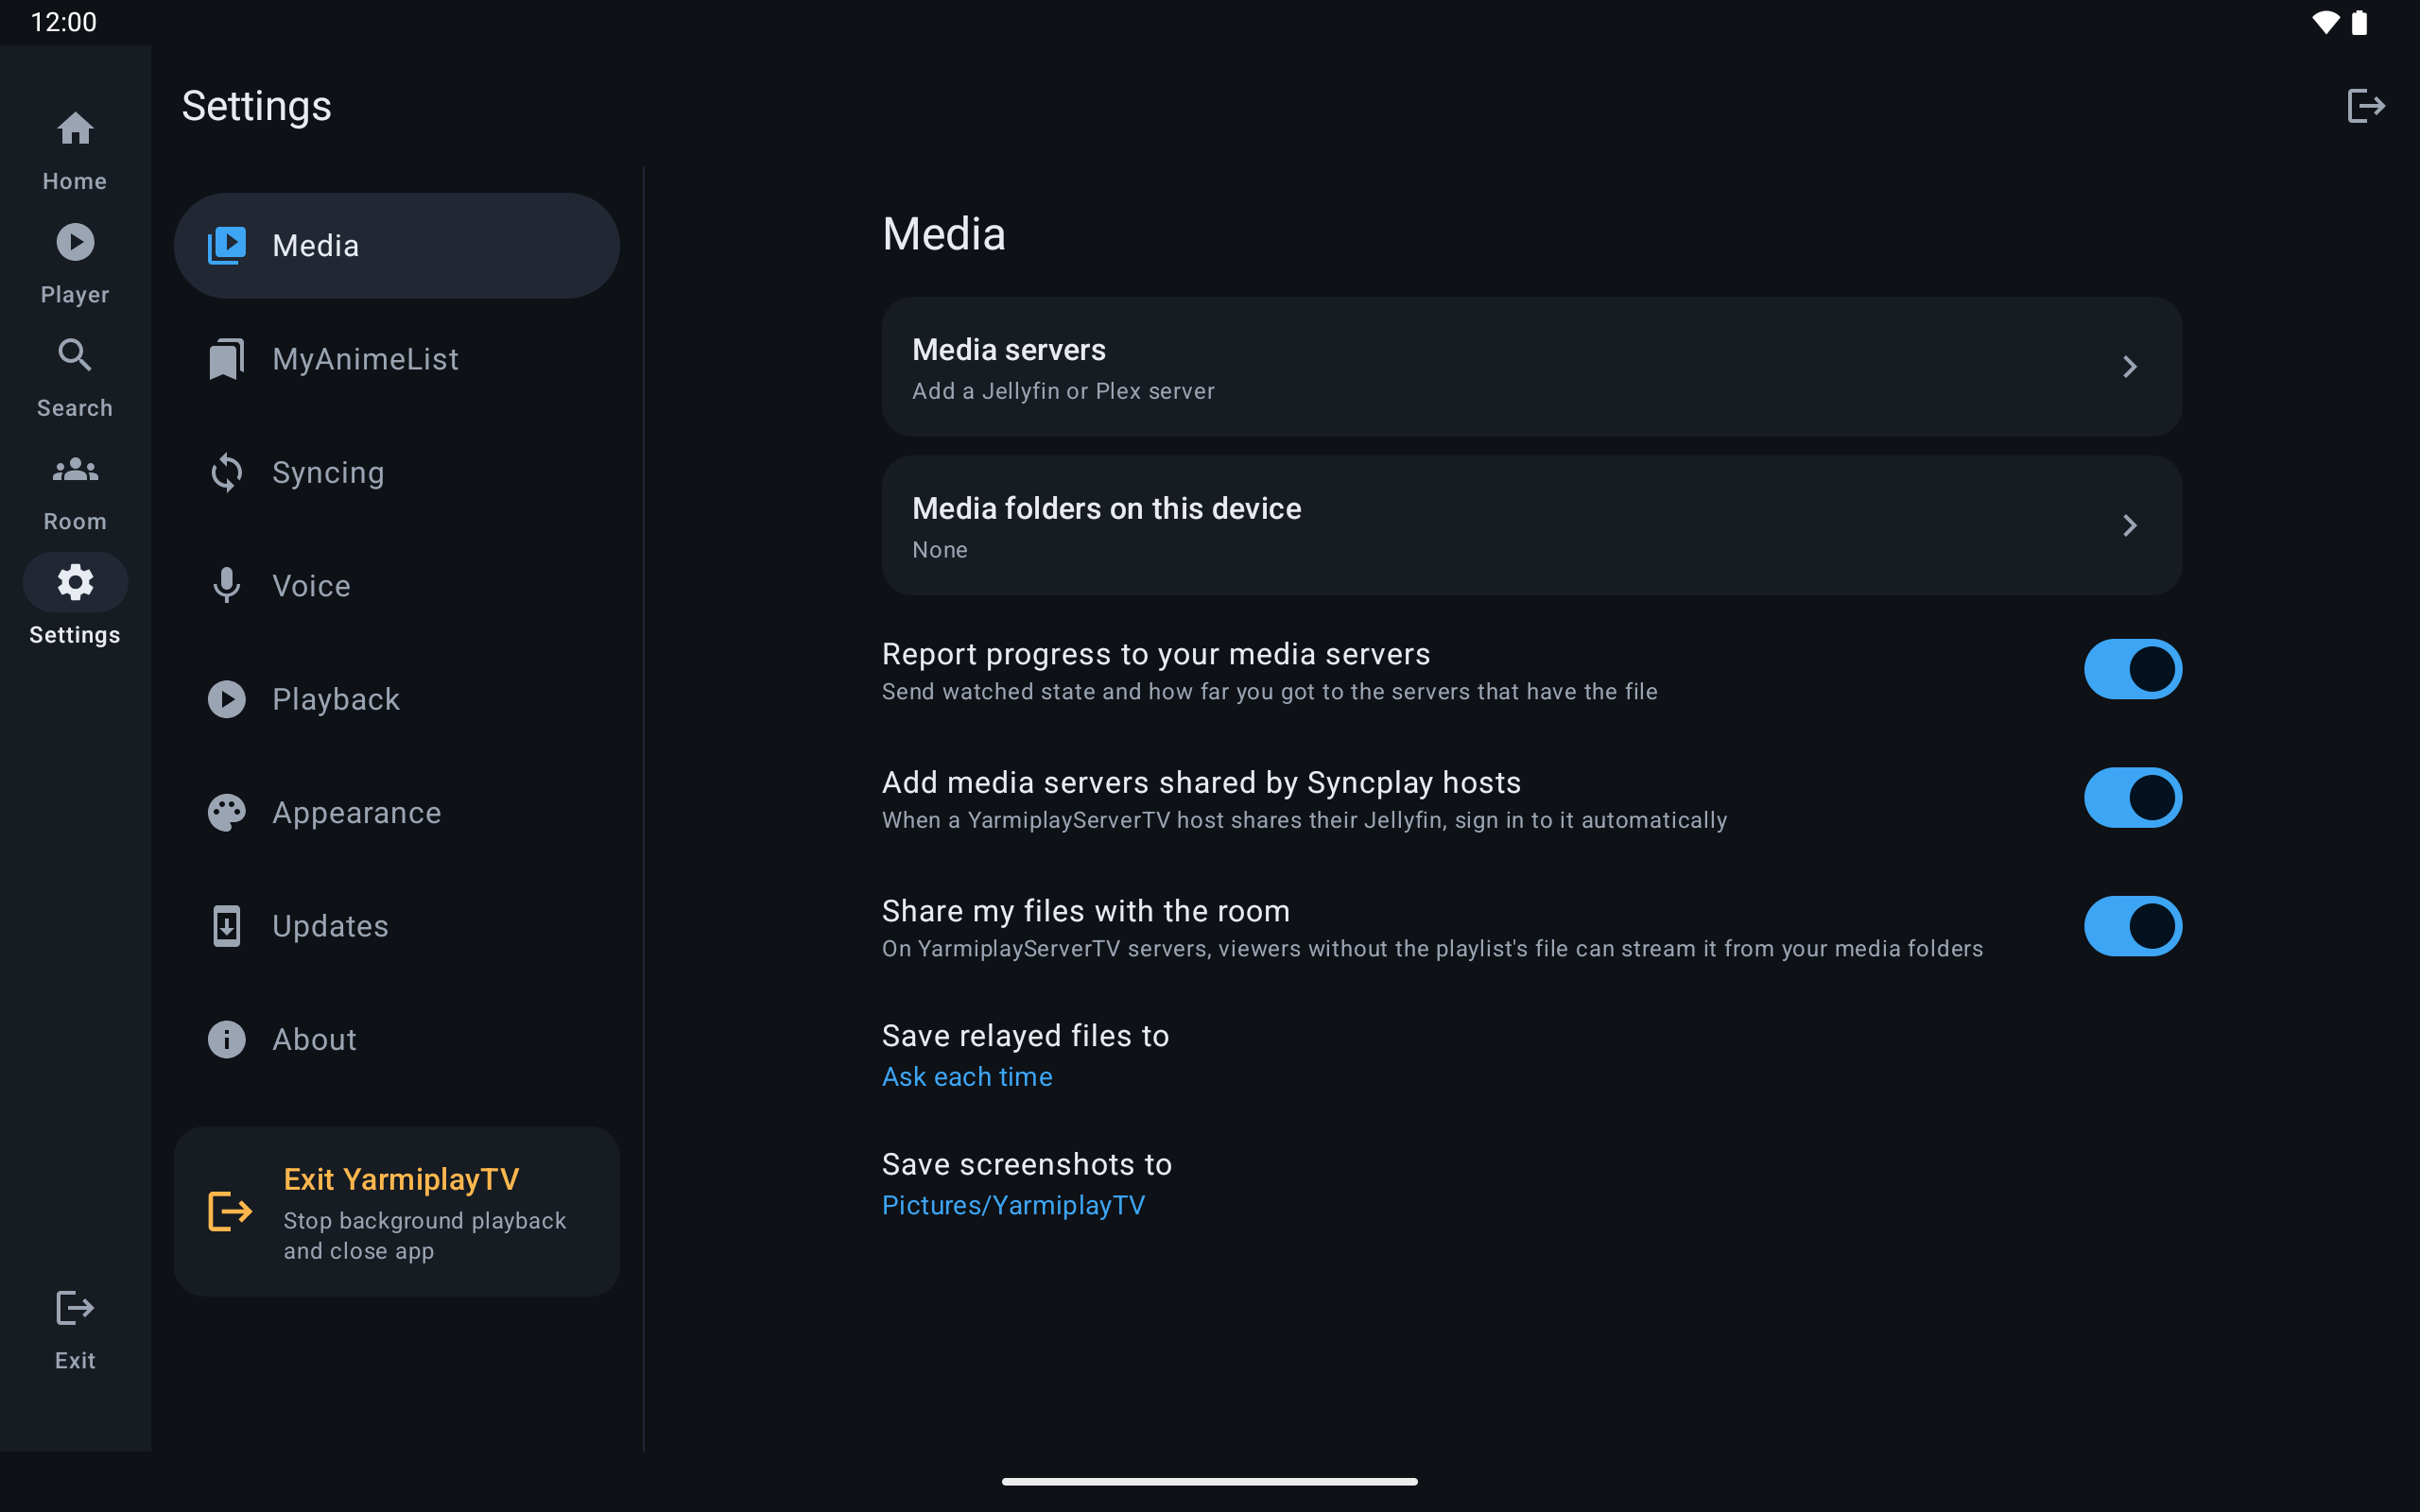 12:00
Home
Player
Search
Room
Settings
Exit
Settings
Media
MyAnimeList
Syncing
Voice
Playback
Appearance
Updates
About
Exit YarmiplayTV
Stop background playback
and close app
Media
Media servers
Add a Jellyfin or Plex server
Media folders on this device
None
Report progress to your media servers
Send watched state and how far you got to the servers that have the file
Add media servers shared by Syncplay hosts
When a YarmiplayServerTV host shares their Jellyfin, sign in to it automatically
Share my files with the room
On YarmiplayServerTV servers, viewers without the playlist's file can stream it from your media folders
Save relayed files to
Ask each time
Save screenshots to
Pictures/YarmiplayTV